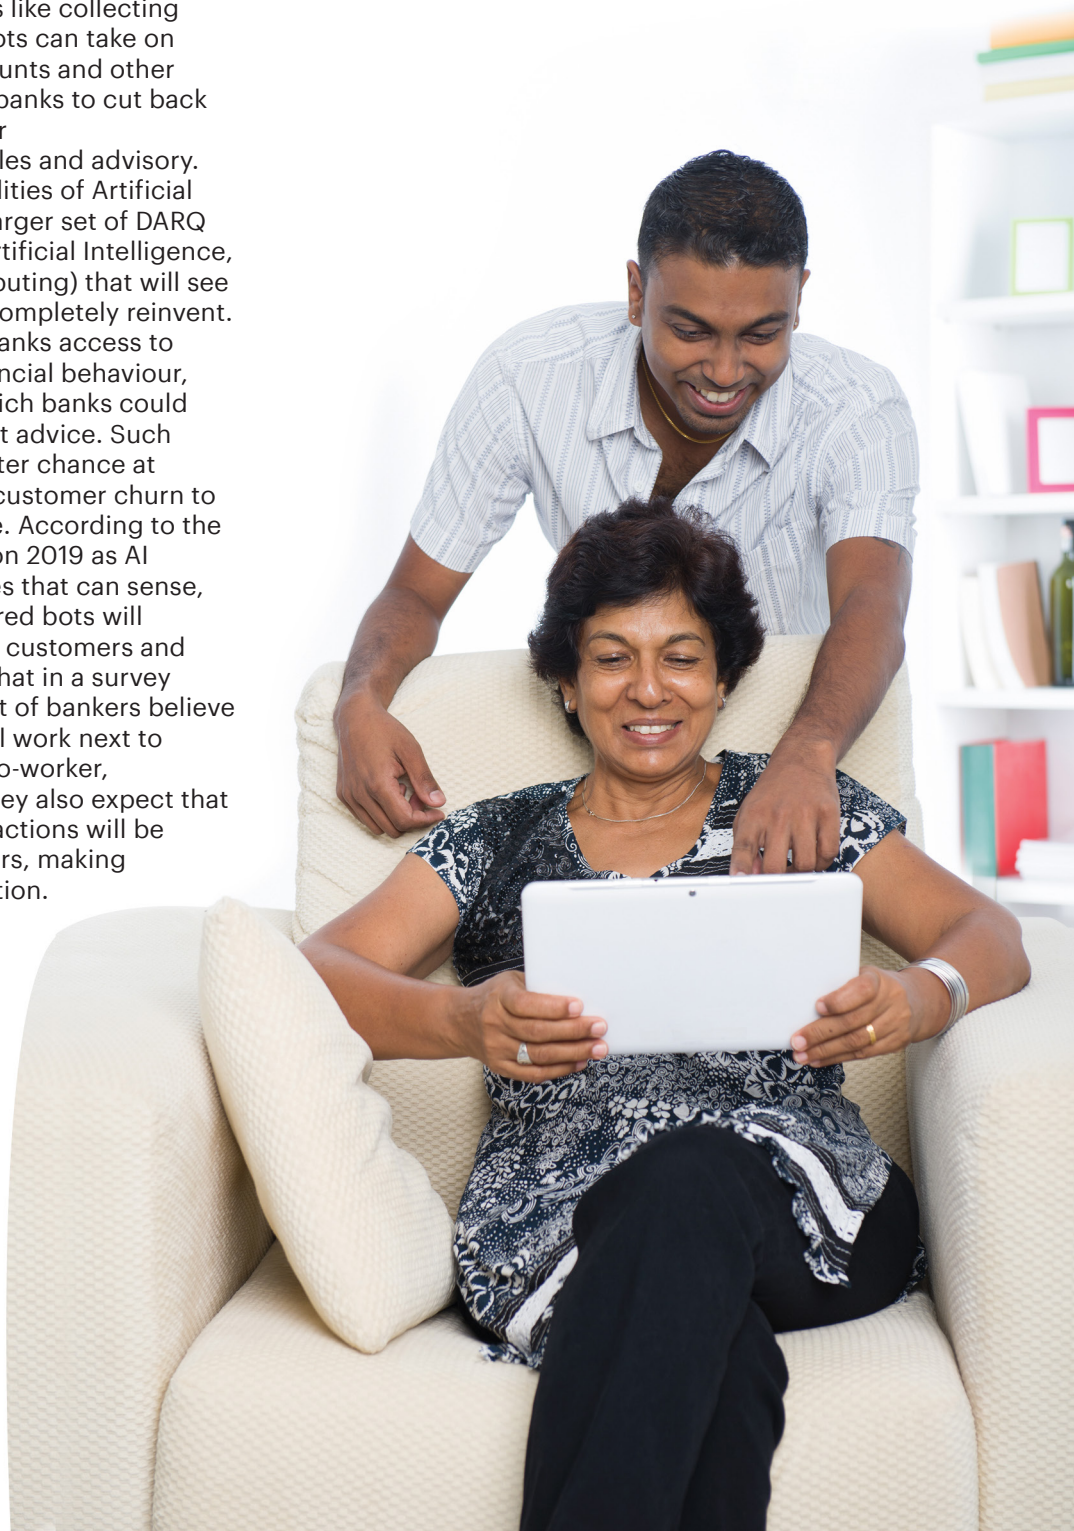 s like collecting
ots can take on
unts and other
banks to cut back
r
les and advisory.
lities of Artificial
arger set of DARQ
tificial Intelligence,
puting) that will see
ompletely reinvent.
anks access to
ncial behaviour,
ich banks could
t advice. Such
ter chance at
customer churn to
e. According to the
on 2019 as AI
es that can sense,
red bots will
customers and
hat in a survey
t of bankers believe
l work next to
o-worker,
ey also expect that
actions will be
rs, making
tion.